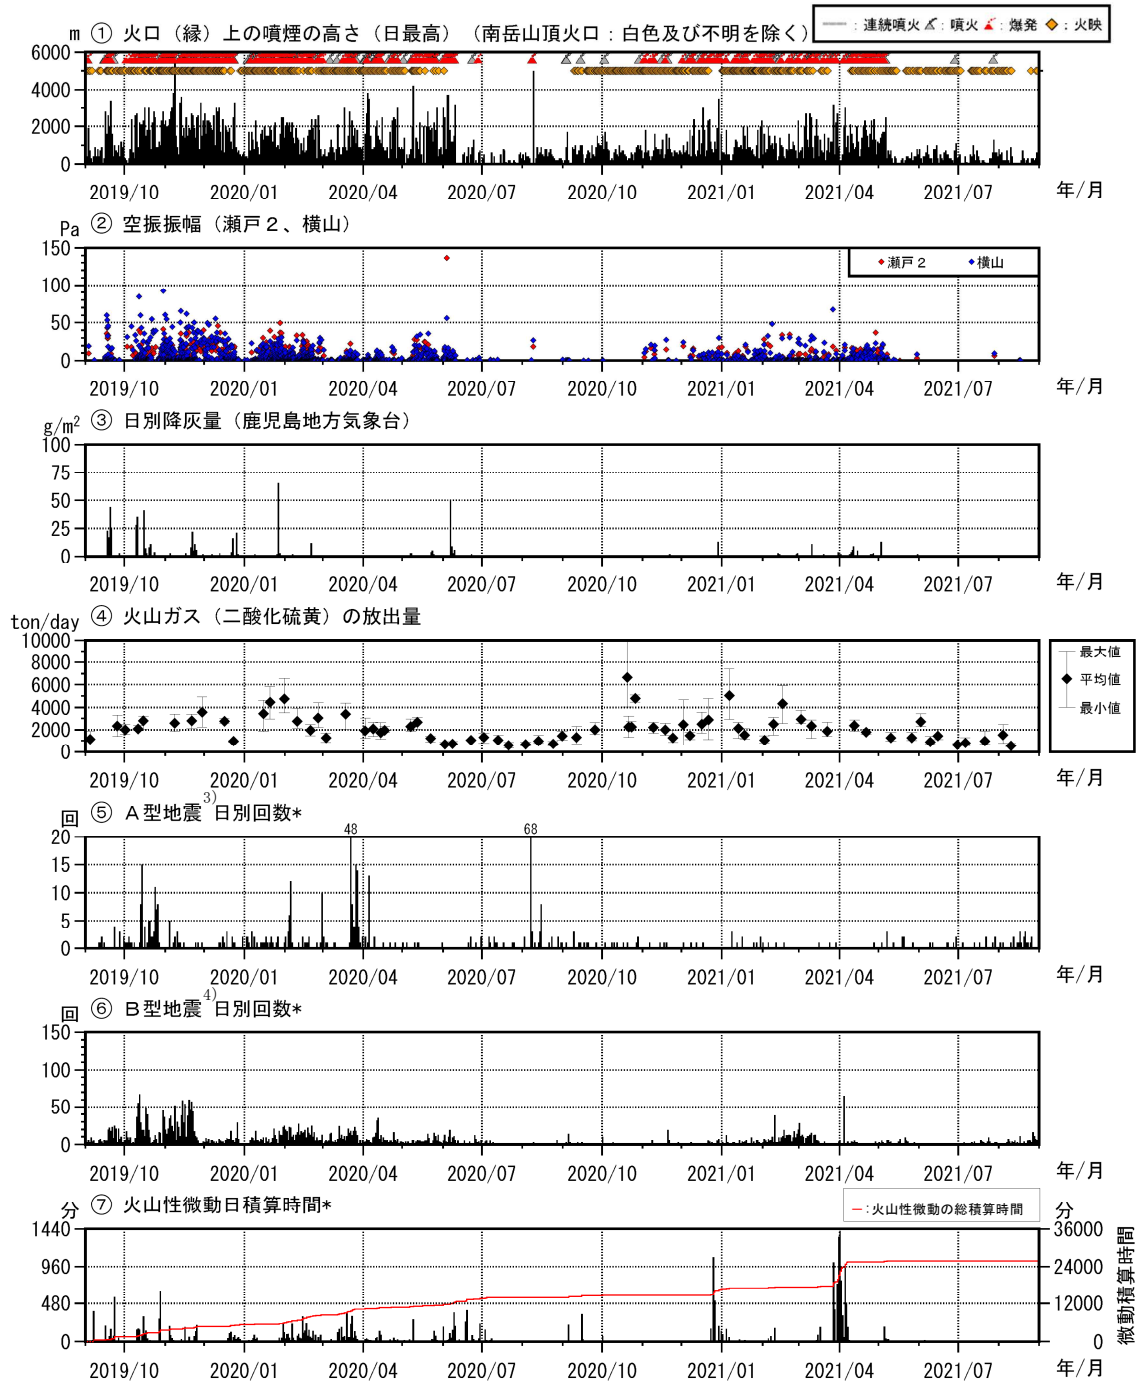 m ① 火口（縁）上の噴煙の高さ（日最高）（南岳山頂火口：白色及び不明を除く）
：連続噴火 ：噴火 ：爆発 ：火映
6000
4000
2000
0
2019/10 2020/01 2020/04 2020/07 2020/10 2021/01 2021/04 2021/07 年/月
Pa ② 空振振幅（瀬戸２、横山）
瀬戸２ 横山
150
100
50
0
2019/10 2020/01 2020/04 2020/07 2020/10 2021/01 2021/04 2021/07 年/月
g/m² ③ 日別降灰量（鹿児島地方気象台）
100
75
50
25
0
2019/10 2020/01 2020/04 2020/07 2020/10 2021/01 2021/04 2021/07 年/月
ton/day ④ 火山ガス（二酸化硫黄）の放出量
10000
8000
6000
4000
2000
0
最大値
平均値
最小値
2019/10 2020/01 2020/04 2020/07 2020/10 2021/01 2021/04 2021/07 年/月
回 ⑤ Ａ型地震3)日別回数*
48 68
20
15
10
5
0
2019/10 2020/01 2020/04 2020/07 2020/10 2021/01 2021/04 2021/07 年/月
回 ⑥ Ｂ型地震4)日別回数*
150
100
50
0
2019/10 2020/01 2020/04 2020/07 2020/10 2021/01 2021/04 2021/07 年/月
分 ⑦ 火山性微動日積算時間*
：火山性微動の総積算時間 分
1440 36000
960 24000
480 12000
0 0
微動積算時間
2019/10 2020/01 2020/04 2020/07 2020/10 2021/01 2021/04 2021/07 年/月